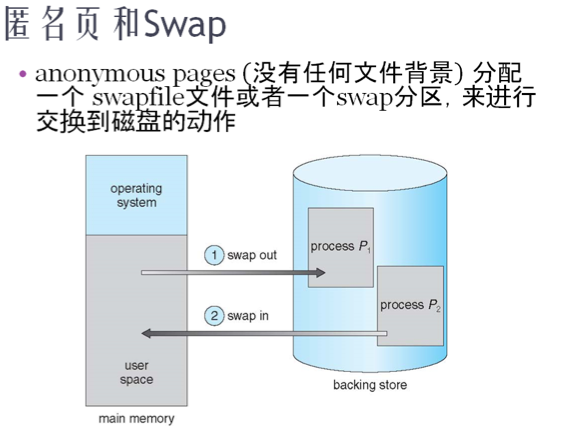 匿名页和Swap
• anonymous pages (没有任何文件背景) 分配
一个 swapfile文件或者一个swap分区, 来进行
交换到磁盘的动作
operating
system
1 swap out
process P1
2 swap in
process P2
user
space
backing store
main memory